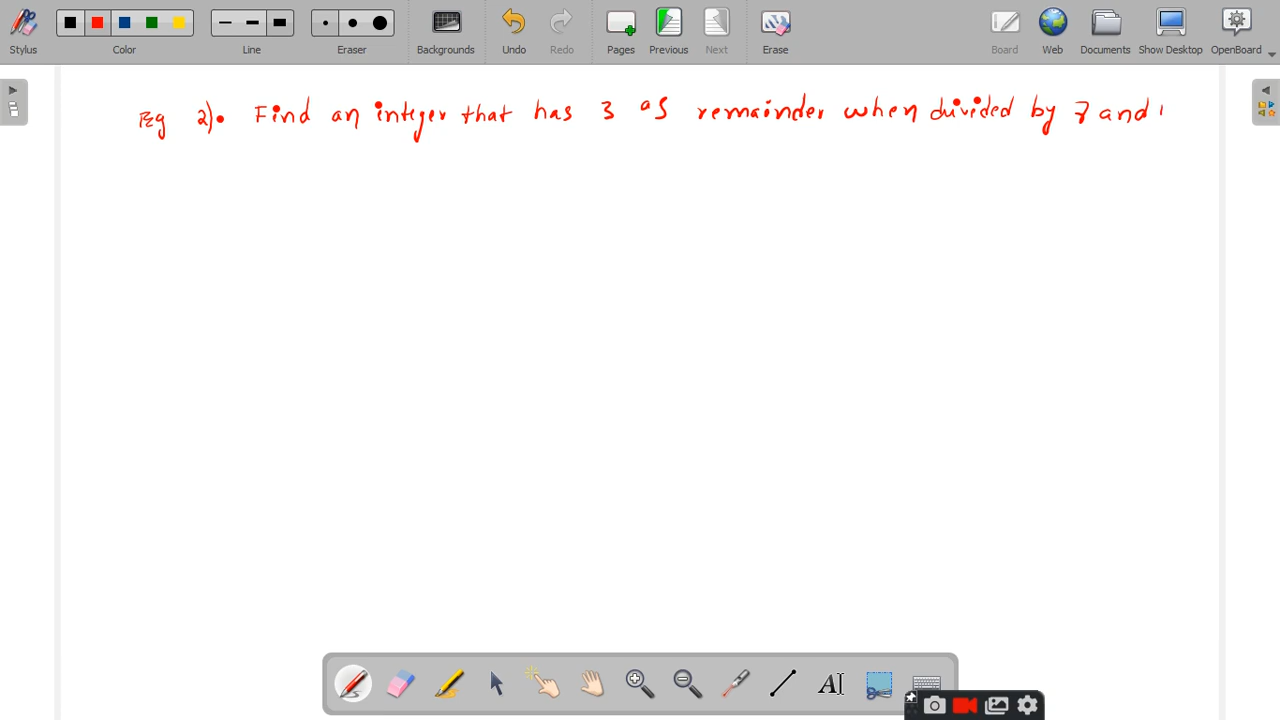 Stylus
Color
Line
Eraser
Backgrounds
Undo
Redo
Pages
Previous
Next
Erase
Board
Web
Documents
Show Desktop
OpenBoard
Eg 2). Find an integer that has 3 as remainder when divided by 7 and
AI